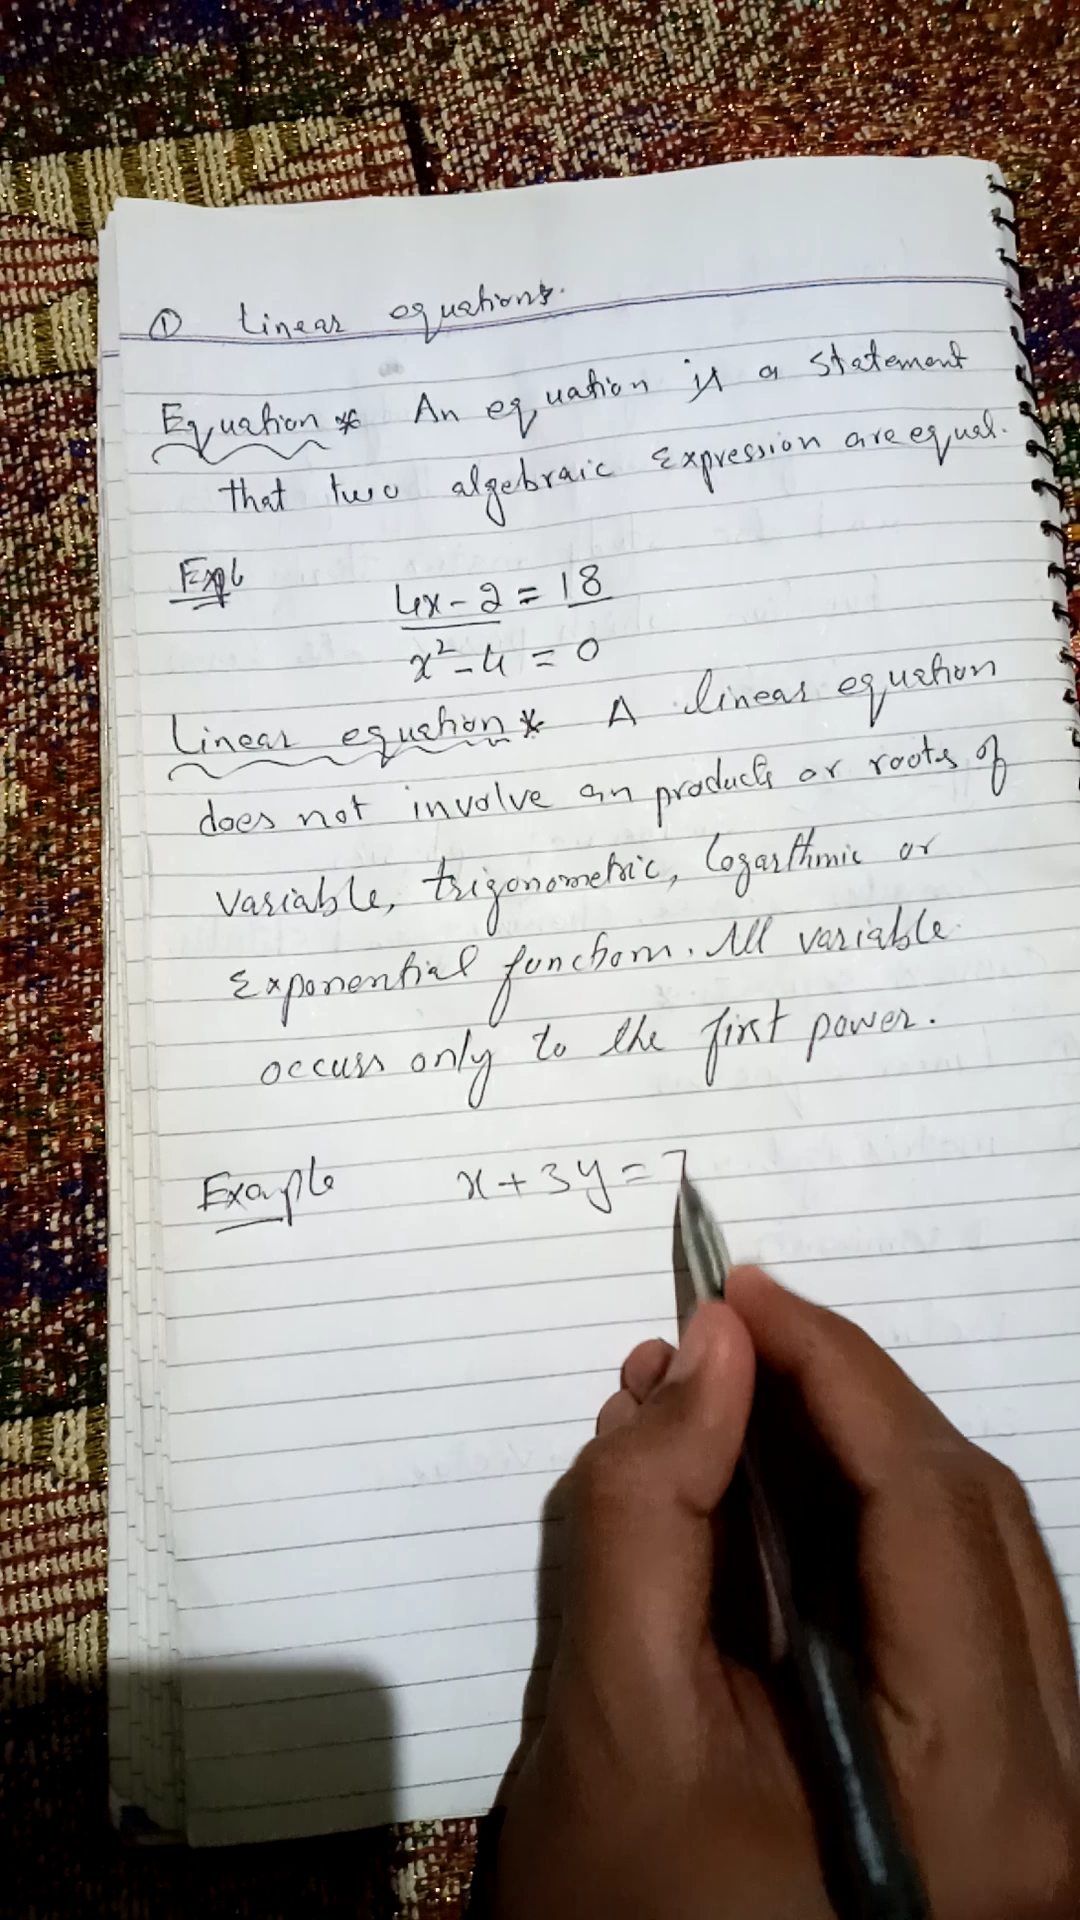 ① Linear equations.
Equation * An equation is a statement
that two algebraic Expression are equal.
Expl
4x - 2 = 18
x² - 4 = 0
Linear equation * A linear equation
does not involve an products or roots of
variable, trigonometric, logarthmic or
Exponential function. All variable
occurs only to the first power.
Example x + 3y = 7